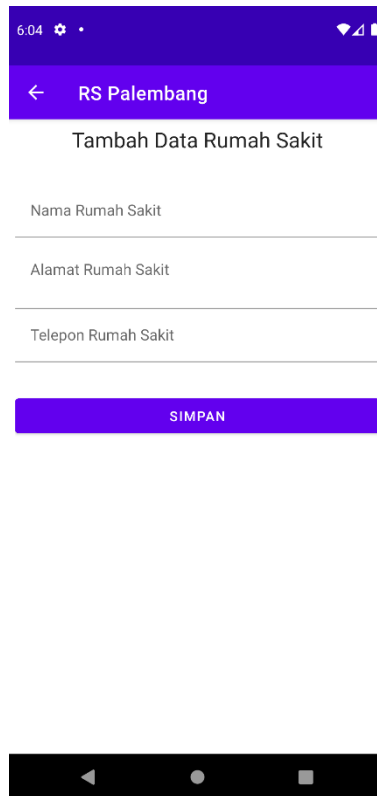 6:04
RS Palembang
Tambah Data Rumah Sakit
Nama Rumah Sakit
Alamat Rumah Sakit
Telepon Rumah Sakit
SIMPAN